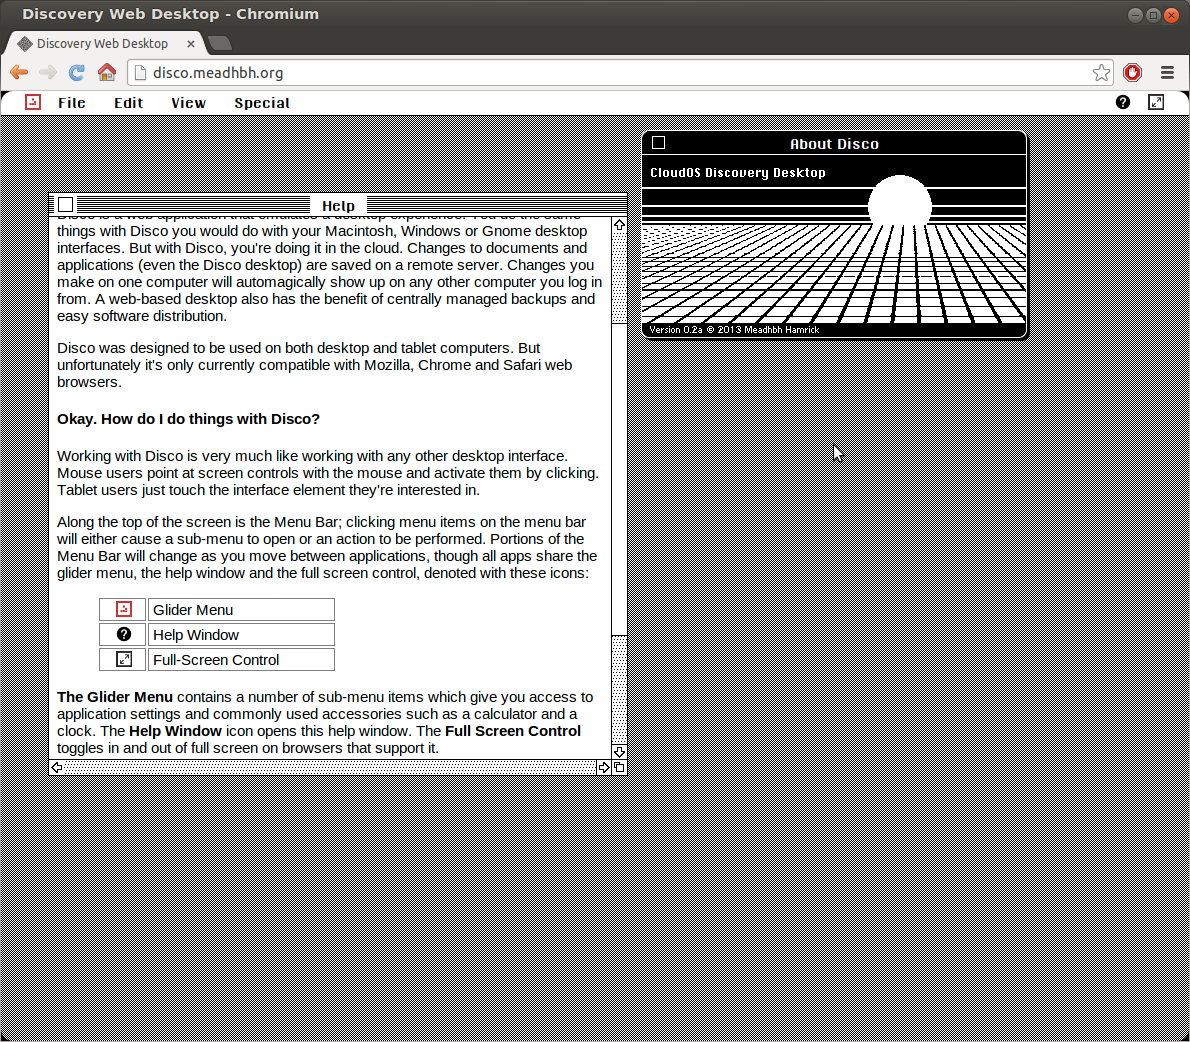 Discovery Web Desktop - Chromium
Discovery Web Desktop
disco.meadhbh.org
File Edit View Special
About Disco
CloudOS Discovery Desktop
Version 0.2a © 2013 Meadhbh Hamrick
Help
Disco is a web application that emulates a desktop experience. You do the same
things with Disco you would do with your Macintosh, Windows or Gnome desktop
interfaces. But with Disco, you're doing it in the cloud. Changes to documents and
applications (even the Disco desktop) are saved on a remote server. Changes you
make on one computer will automagically show up on any other computer you log in
from. A web-based desktop also has the benefit of centrally managed backups and
easy software distribution.
Disco was designed to be used on both desktop and tablet computers. But
unfortunately it's only currently compatible with Mozilla, Chrome and Safari web
browsers.
Okay. How do I do things with Disco?
Working with Disco is very much like working with any other desktop interface.
Mouse users point at screen controls with the mouse and activate them by clicking.
Tablet users just touch the interface element they're interested in.
Along the top of the screen is the Menu Bar; clicking menu items on the menu bar
will either cause a sub-menu to open or an action to be performed. Portions of the
Menu Bar will change as you move between applications, though all apps share the
glider menu, the help window and the full screen control, denoted with these icons:
Glider Menu
Help Window
Full-Screen Control
The Glider Menu contains a number of sub-menu items which give you access to
application settings and commonly used accessories such as a calculator and a
clock. The Help Window icon opens this help window. The Full Screen Control
toggles in and out of full screen on browsers that support it.